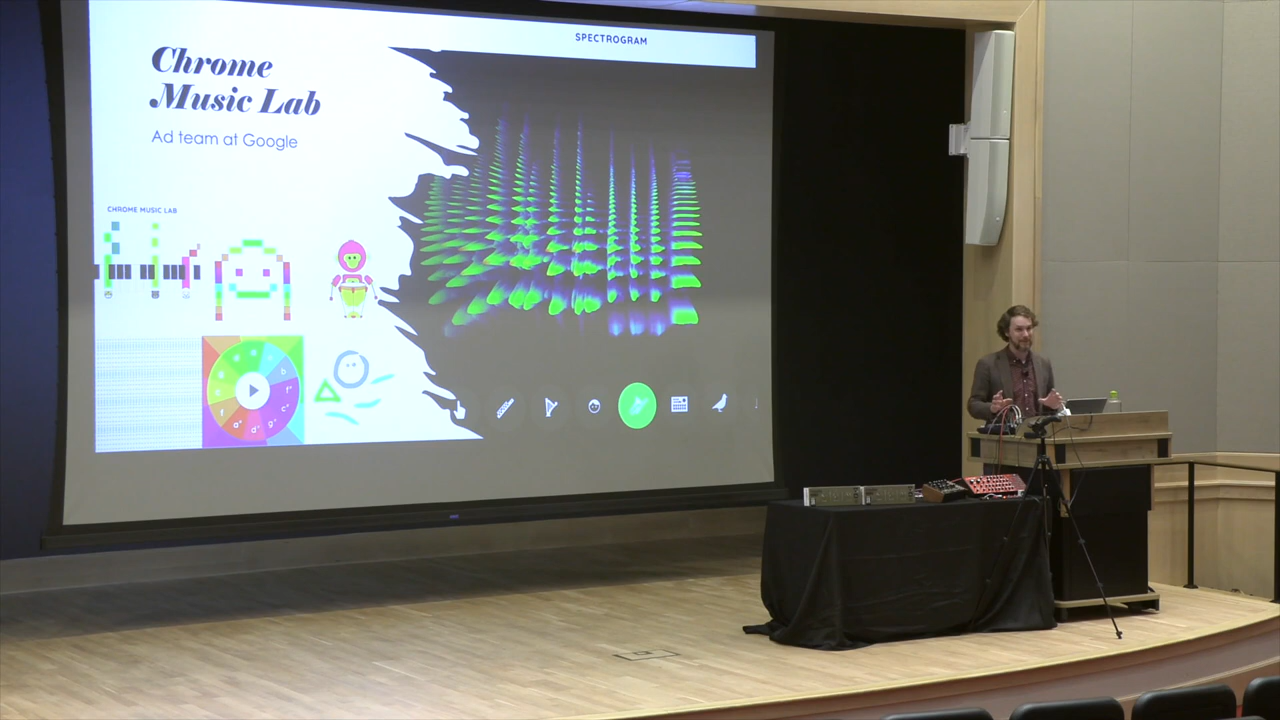 SPECTROGRAM
Chrome
Music Lab
Ad team at Google
CHROME MUSIC LAB